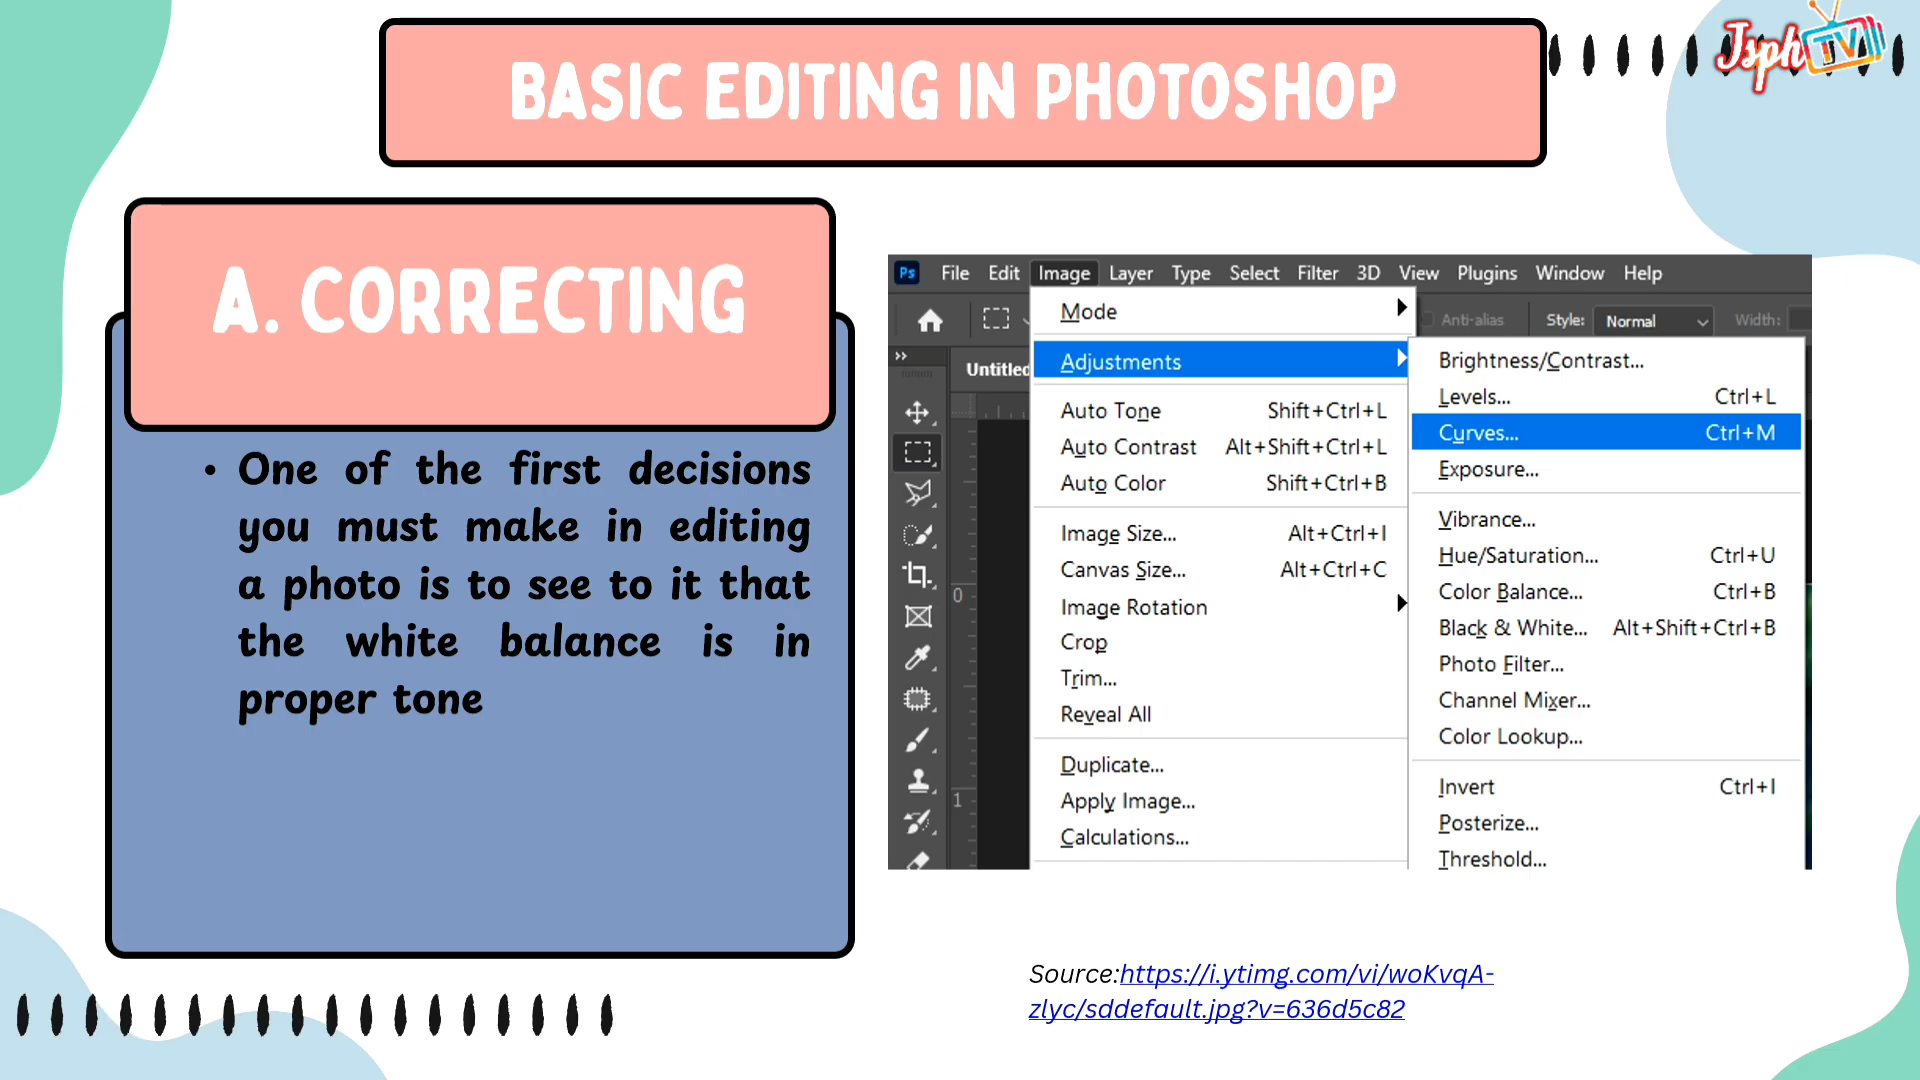 BASIC EDITING IN PHOTOSHOP
Jsph TV
A. CORRECTING
• One of the first decisions
you must make in editing
a photo is to see to it that
the white balance is in
proper tone
Ps File Edit Image Layer Type Select Filter 3D View Plugins Window Help
Anti-alias Style: Normal Width:
Untitled
0
1
Mode
Adjustments
Auto Tone Shift+Ctrl+L
Auto Contrast Alt+Shift+Ctrl+L
Auto Color Shift+Ctrl+B
Image Size... Alt+Ctrl+I
Canvas Size... Alt+Ctrl+C
Image Rotation
Crop
Trim...
Reveal All
Duplicate...
Apply Image...
Calculations...
Brightness/Contrast...
Levels... Ctrl+L
Curves... Ctrl+M
Exposure...
Vibrance...
Hue/Saturation... Ctrl+U
Color Balance... Ctrl+B
Black & White... Alt+Shift+Ctrl+B
Photo Filter...
Channel Mixer...
Color Lookup...
Invert Ctrl+I
Posterize...
Threshold...
Source:https://i.ytimg.com/vi/woKvqA-
zlyc/sddefault.jpg?v=636d5c82